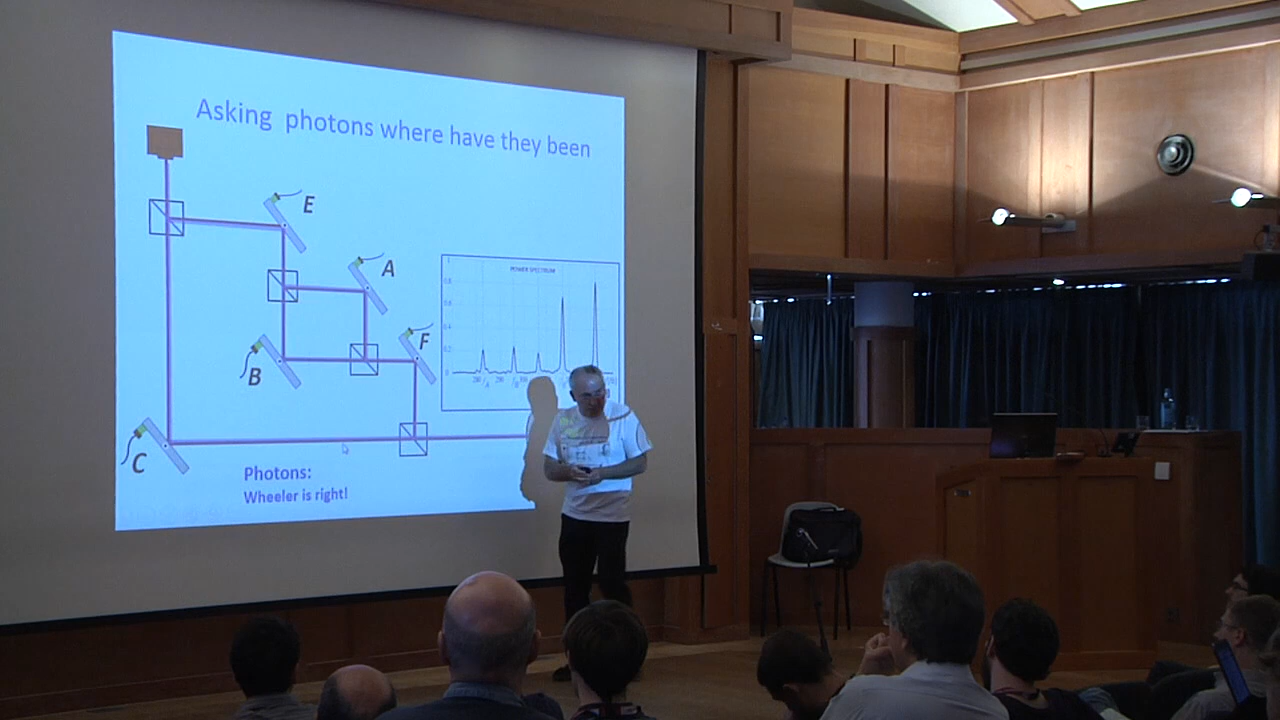 Asking photons where have they been
E
A
F
B
C
POWER SPECTRUM
Photons:
Wheeler is right!